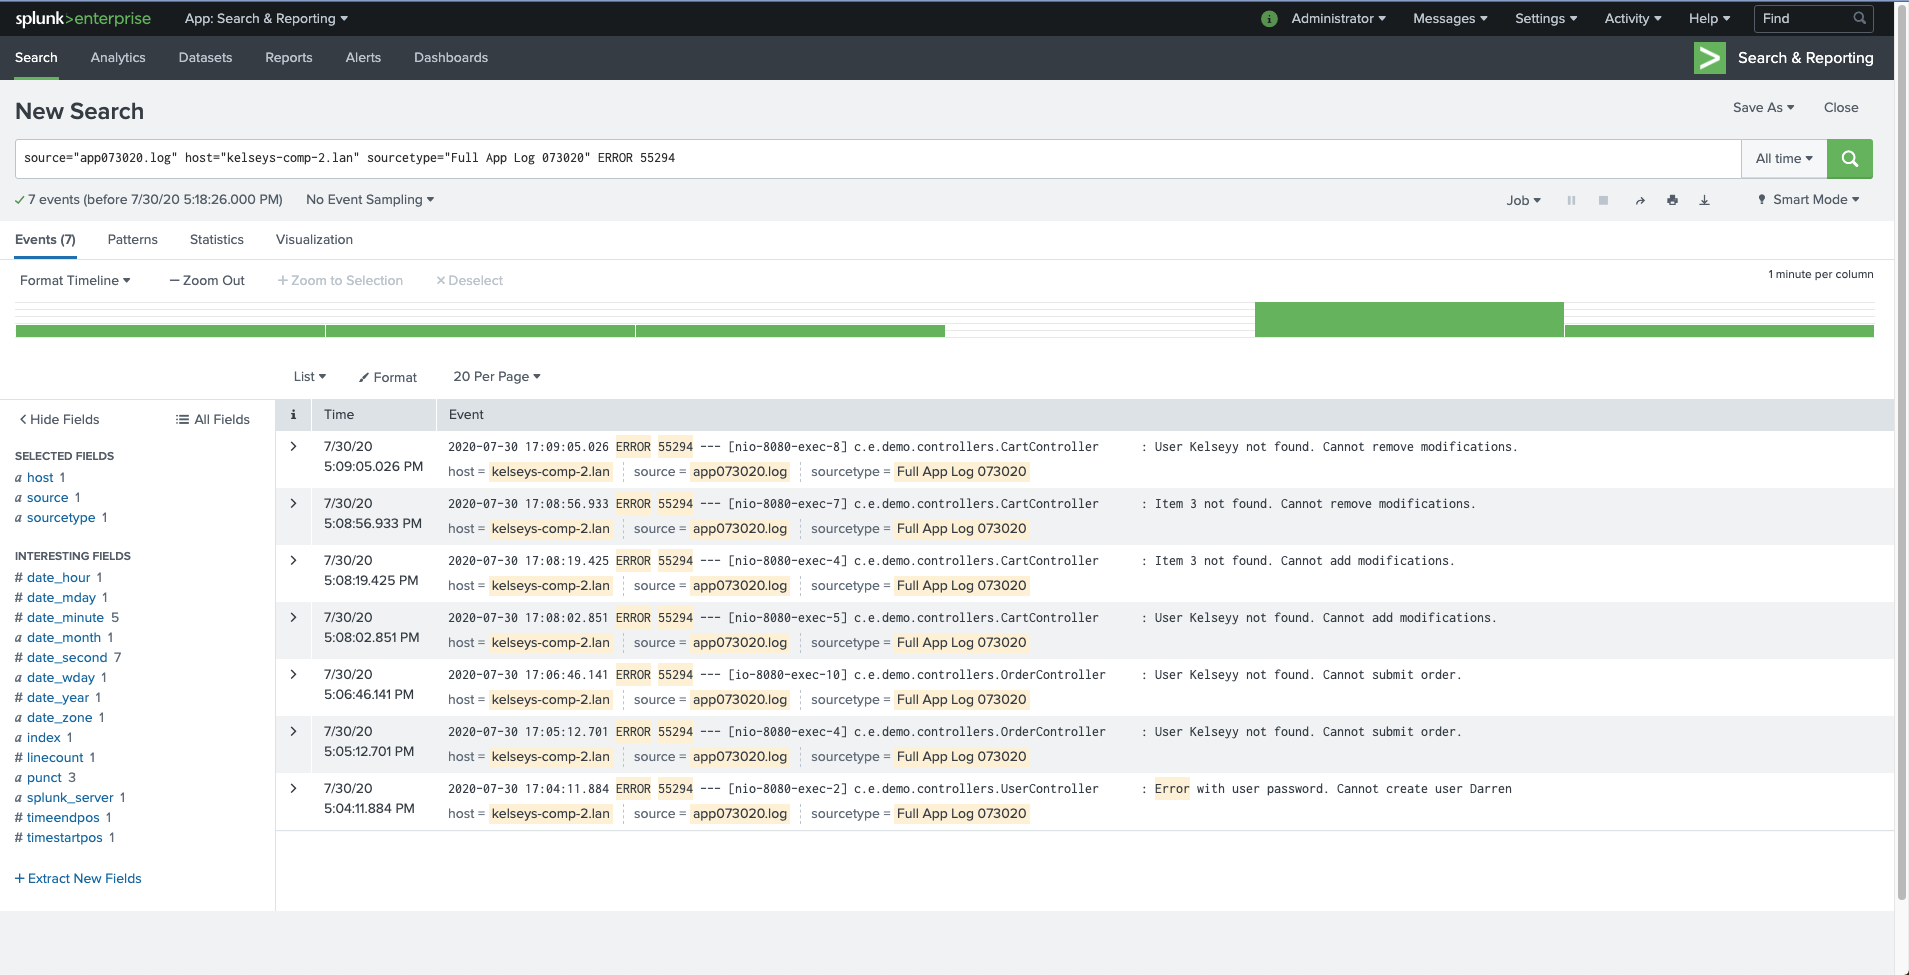 splunk>enterprise App: Search & Reporting i Administrator Messages Settings Activity Help Find
Search Analytics Datasets Reports Alerts Dashboards > Search & Reporting
New Search Save As Close
source="app073020.log" host="kelseys-comp-2.lan" sourcetype="Full App Log 073020" ERROR 55294 All time
7 events (before 7/30/20 5:18:26.000 PM) No Event Sampling Job Smart Mode
Events (7) Patterns Statistics Visualization
Format Timeline — Zoom Out + Zoom to Selection × Deselect 1 minute per column
List Format 20 Per Page
< Hide Fields All Fields
SELECTED FIELDS
a host 1
a source 1
a sourcetype 1
INTERESTING FIELDS
# date_hour 1
# date_mday 1
# date_minute 5
a date_month 1
# date_second 7
a date_wday 1
# date_year 1
a date_zone 1
a index 1
# linecount 1
a punct 3
a splunk_server 1
# timeendpos 1
# timestartpos 1
+ Extract New Fields
i Time Event
> 7/30/20 2020-07-30 17:09:05.026 ERROR 55294 --- [nio-8080-exec-8] c.e.demo.controllers.CartController : User Kelseyy not found. Cannot remove modifications.
5:09:05.026 PM host = kelseys-comp-2.lan source = app073020.log sourcetype = Full App Log 073020
> 7/30/20 2020-07-30 17:08:56.933 ERROR 55294 --- [nio-8080-exec-7] c.e.demo.controllers.CartController : Item 3 not found. Cannot remove modifications.
5:08:56.933 PM host = kelseys-comp-2.lan source = app073020.log sourcetype = Full App Log 073020
> 7/30/20 2020-07-30 17:08:19.425 ERROR 55294 --- [nio-8080-exec-4] c.e.demo.controllers.CartController : Item 3 not found. Cannot add modifications.
5:08:19.425 PM host = kelseys-comp-2.lan source = app073020.log sourcetype = Full App Log 073020
> 7/30/20 2020-07-30 17:08:02.851 ERROR 55294 --- [nio-8080-exec-5] c.e.demo.controllers.CartController : User Kelseyy not found. Cannot add modifications.
5:08:02.851 PM host = kelseys-comp-2.lan source = app073020.log sourcetype = Full App Log 073020
> 7/30/20 2020-07-30 17:06:46.141 ERROR 55294 --- [io-8080-exec-10] c.e.demo.controllers.OrderController : User Kelseyy not found. Cannot submit order.
5:06:46.141 PM host = kelseys-comp-2.lan source = app073020.log sourcetype = Full App Log 073020
> 7/30/20 2020-07-30 17:05:12.701 ERROR 55294 --- [nio-8080-exec-4] c.e.demo.controllers.OrderController : User Kelseyy not found. Cannot submit order.
5:05:12.701 PM host = kelseys-comp-2.lan source = app073020.log sourcetype = Full App Log 073020
> 7/30/20 2020-07-30 17:04:11.884 ERROR 55294 --- [nio-8080-exec-2] c.e.demo.controllers.UserController : Error with user password. Cannot create user Darren
5:04:11.884 PM host = kelseys-comp-2.lan source = app073020.log sourcetype = Full App Log 073020